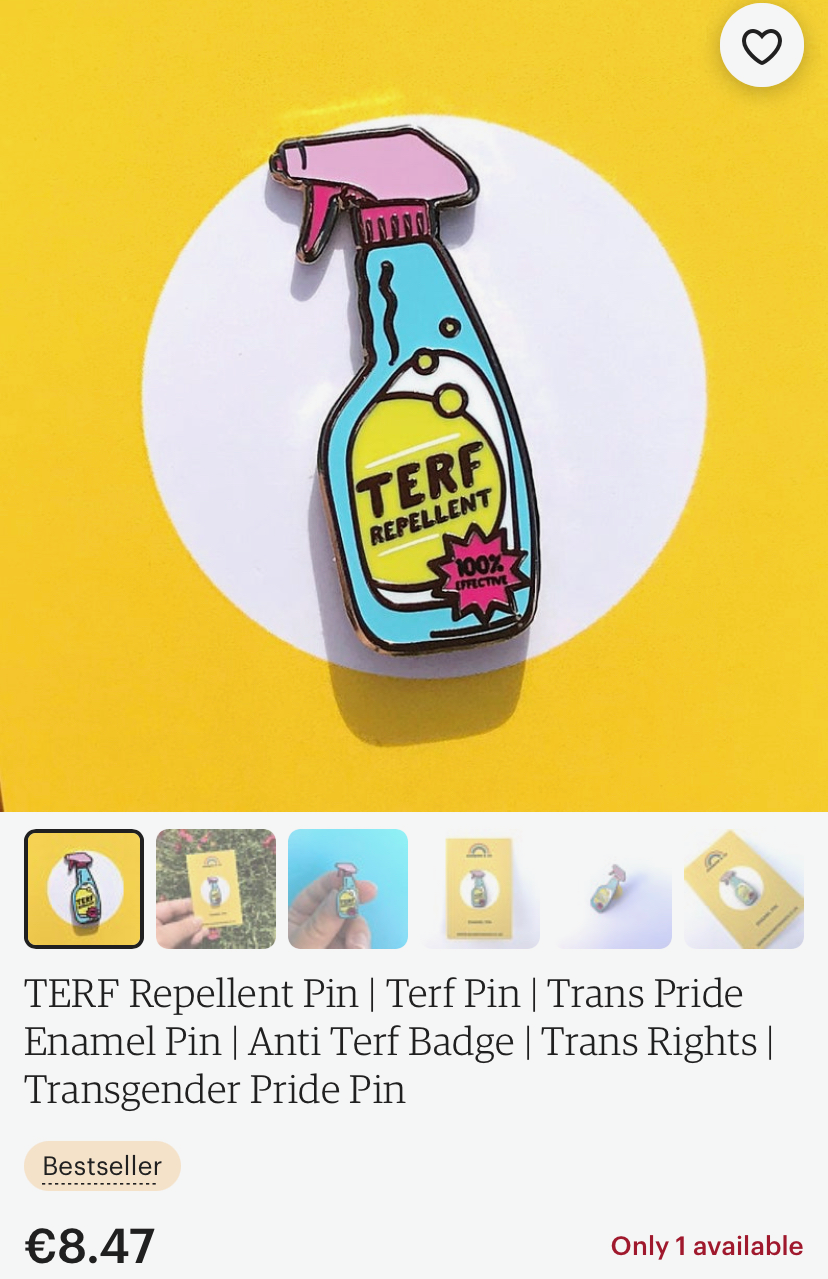 TERF
REPELLENT
100%
EFFECTIVE
TERF Repellent Pin | Terf Pin | Trans Pride
Enamel Pin | Anti Terf Badge | Trans Rights |
Transgender Pride Pin
Bestseller
€8.47
Only 1 available